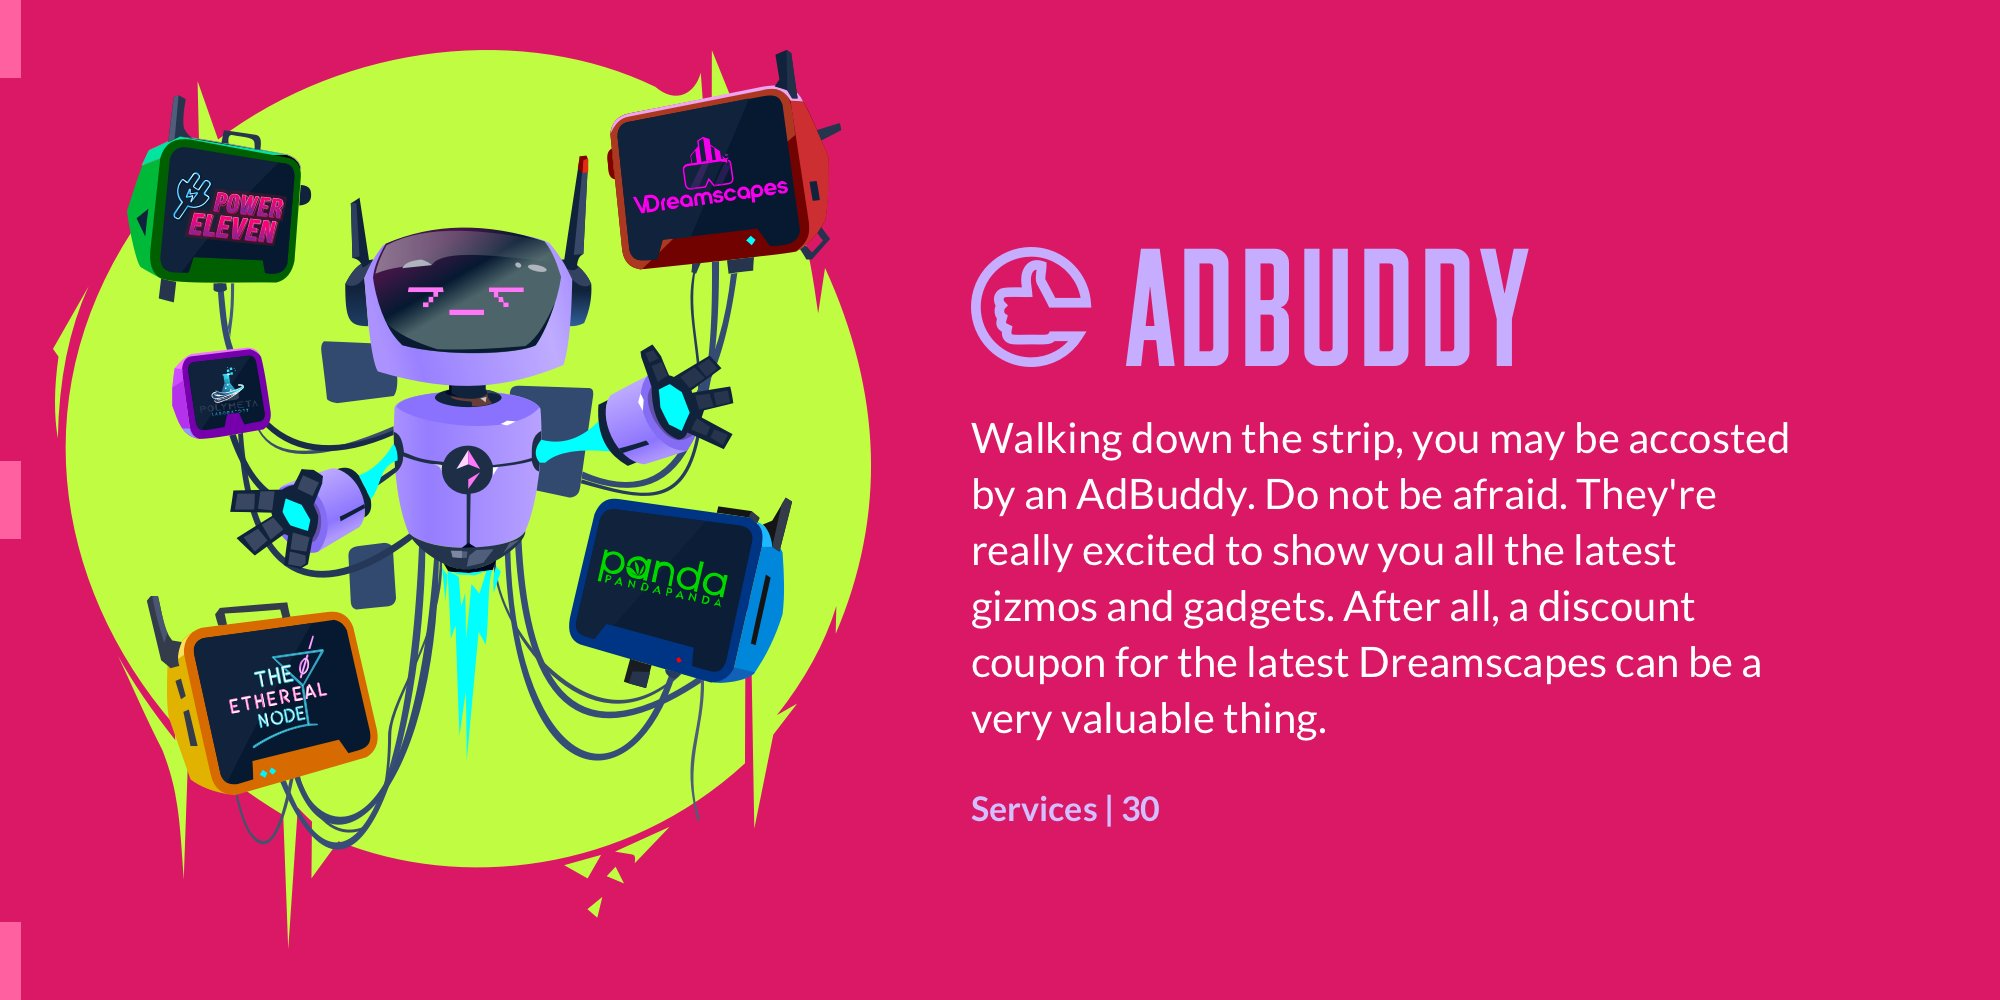 POWER
ELEVEN
VDreamscapes
POLYMETA
LABORATORY
panda
PANDAPANDA
THE
ETHEREAL
NODE
ADBUDDY
Walking down the strip, you may be accosted
by an AdBuddy. Do not be afraid. They're
really excited to show you all the latest
gizmos and gadgets. After all, a discount
coupon for the latest Dreamscapes can be a
very valuable thing.
Services | 30